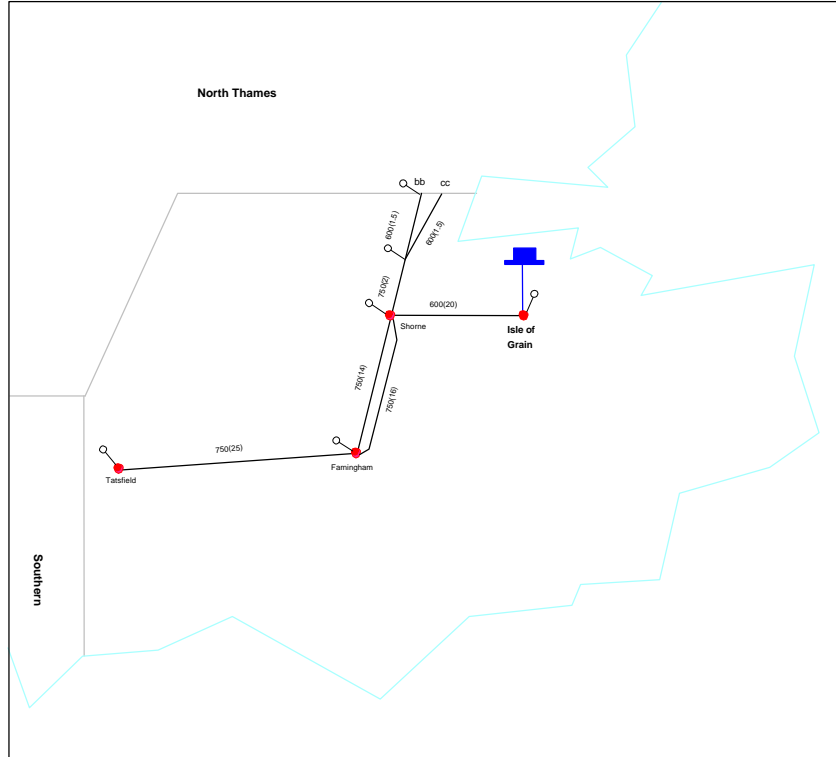 North Thames
bb
cc
600(1.5)
600(1.5)
750(2)
600(20)
Shorne
Isle of
Grain
750(14)
750(16)
750(25)
Farningham
Tatsfield
Southern